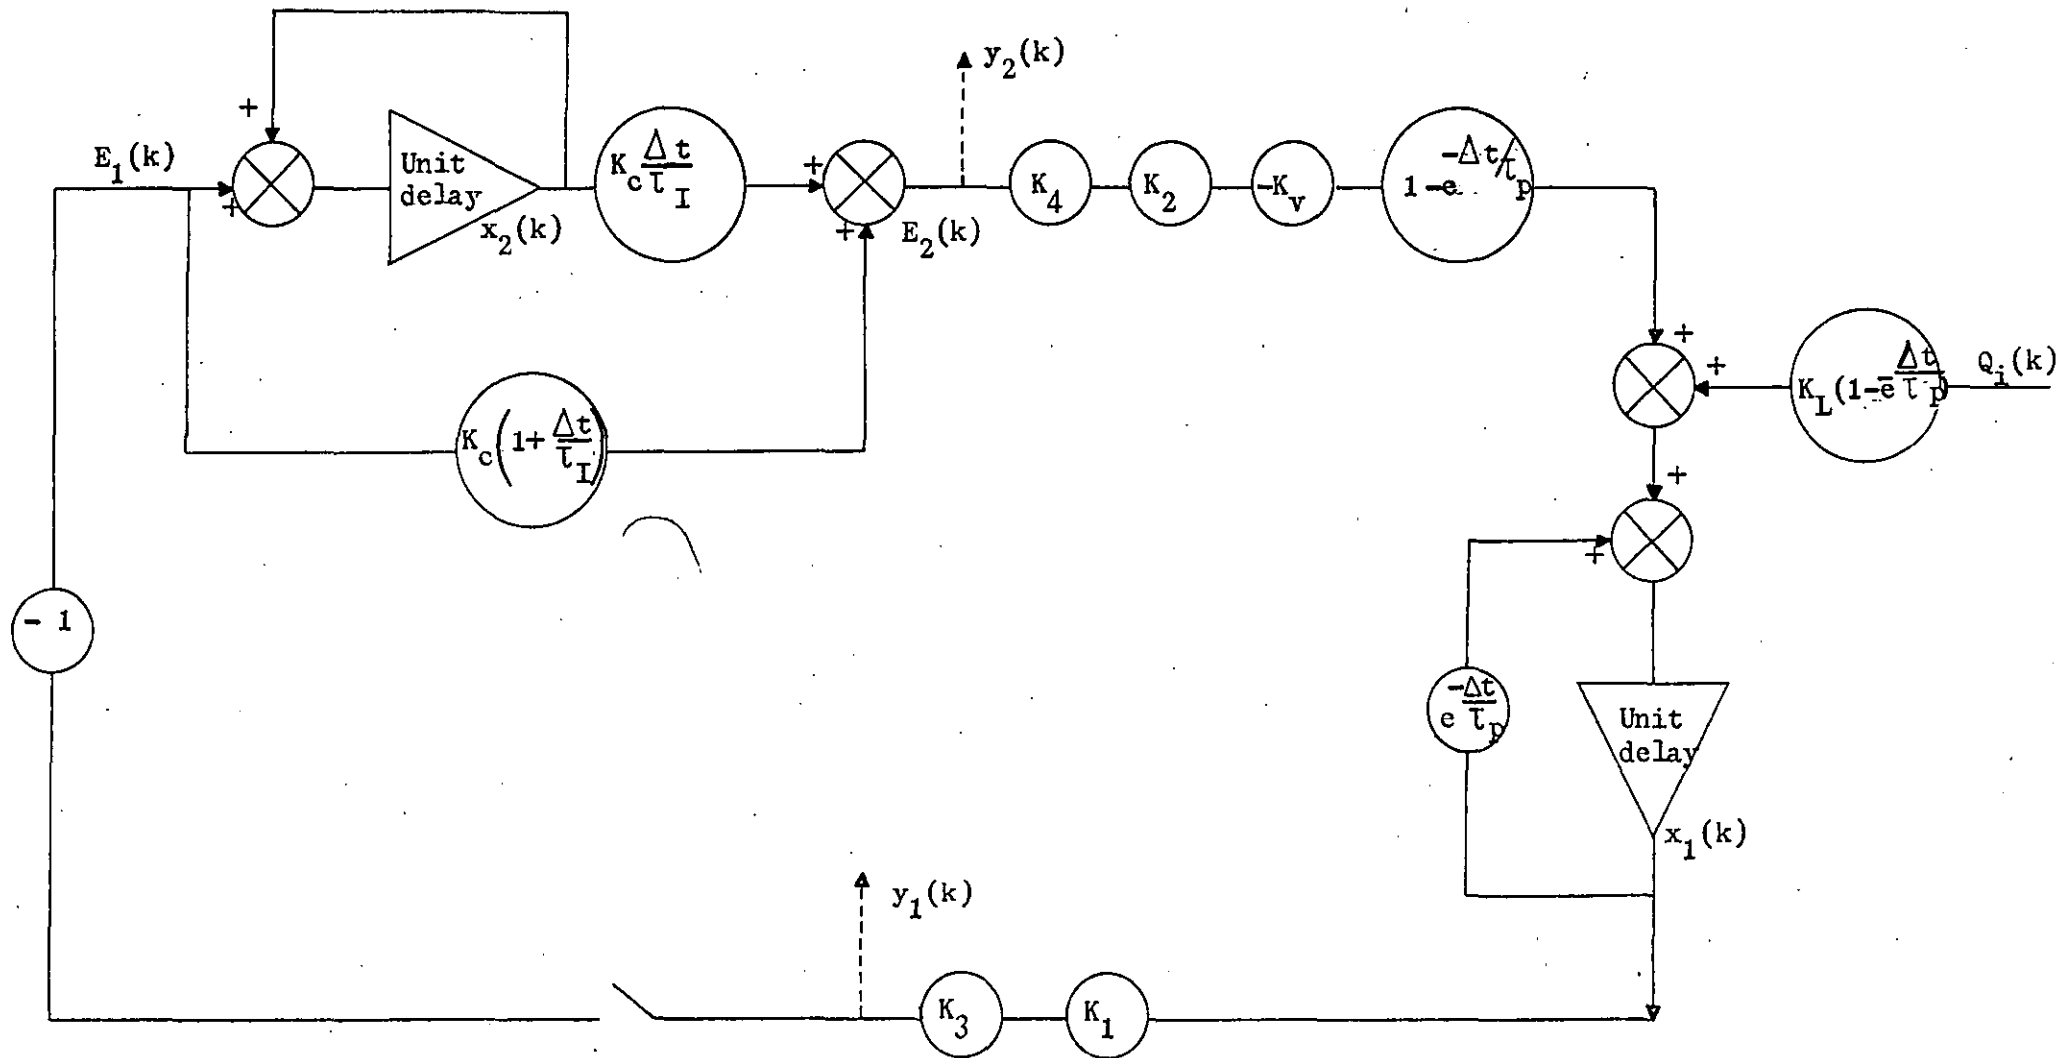 y₂(k)
+
E₁(k)
+
Unit
delay
x₂(k)
K_c Δt/τ_I
+
+
E₂(k)
K₄
K₂
-K_v
1-e^{-Δt/τ_p}
+
+
K_L(1-e^{-Δt/τ_p})
Q_i(k)
K_c(1+Δt/τ_I)
+
+
- 1
e^{-Δt/τ_p}
Unit
delay
x₁(k)
y₁(k)
K₃
K₁